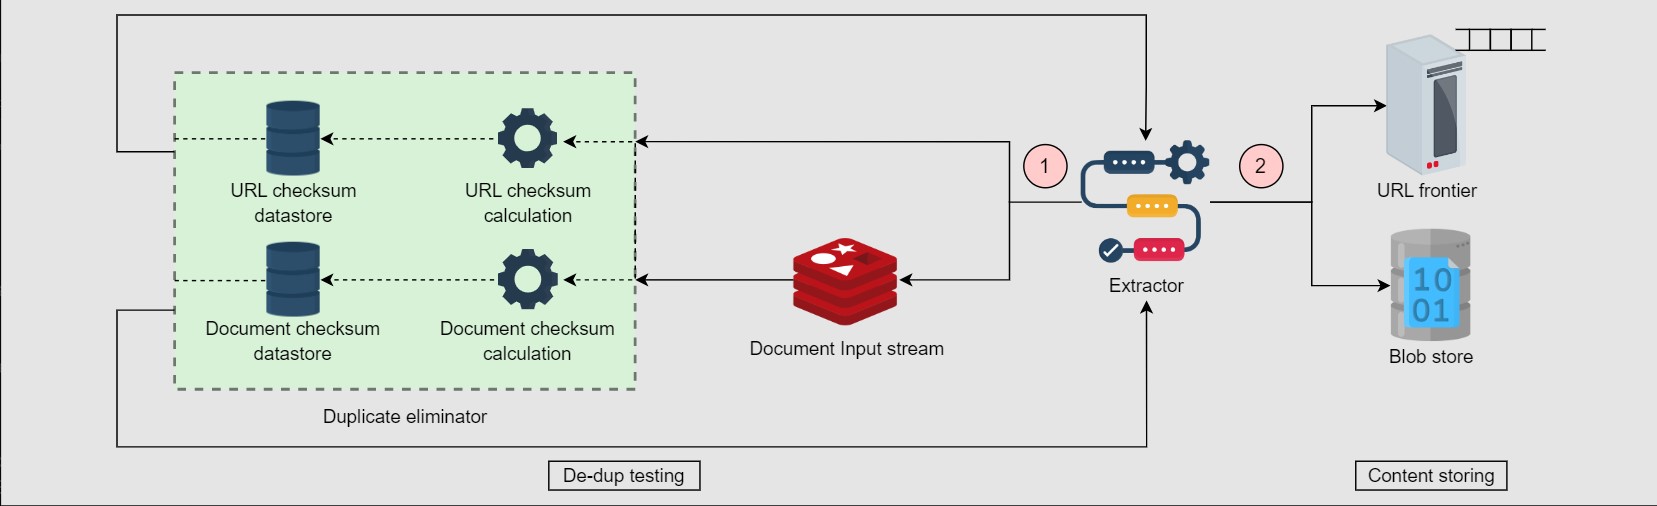 1
2
URL checksum
datastore
URL checksum
calculation
URL frontier
Extractor
10
01
Document checksum
datastore
Document checksum
calculation
Document Input stream
Blob store
Duplicate eliminator
De-dup testing
Content storing